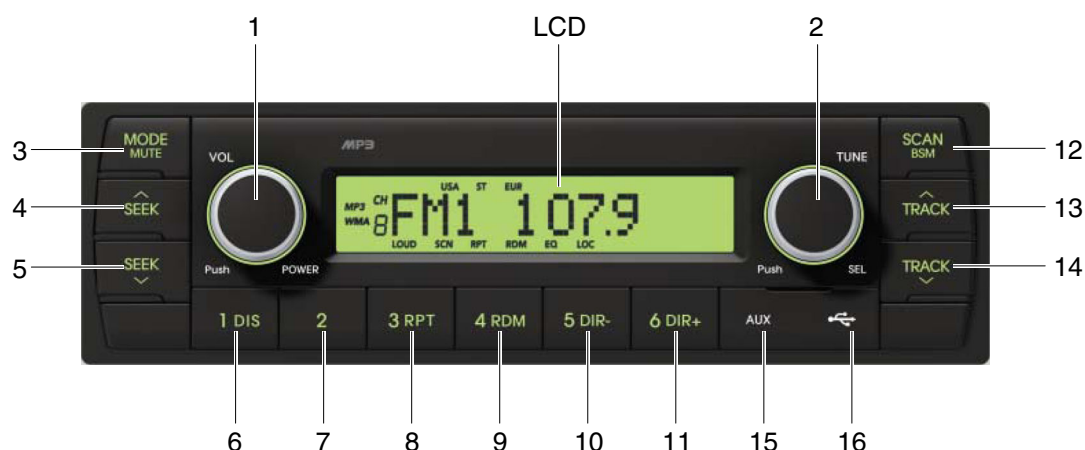 1 LCD 2
MP3
3 MODE MUTE
VOL
TUNE
SCAN BSM 12
USA ST EUR
MP3 CH
WMA 8 FM1 107.9
LOUD SCN RPT RDM EQ LOC
4 SEEK
TRACK 13
5 SEEK
Push POWER
Push SEL
TRACK 14
1 DIS 2 3 RPT 4 RDM 5 DIR- 6 DIR+ AUX
6 7 8 9 10 11 15 16